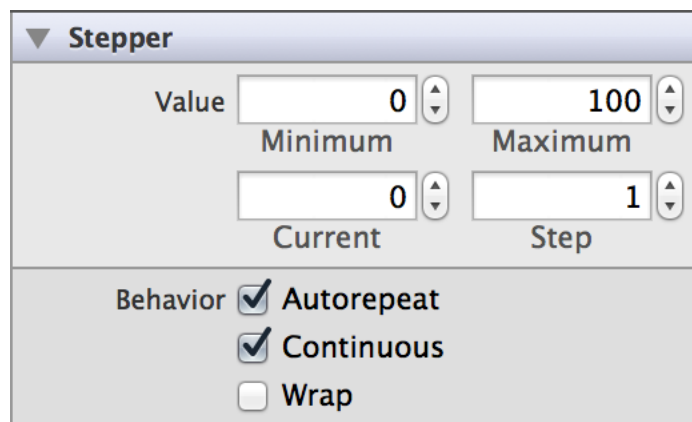 Stepper
Value 0 100
Minimum Maximum
0 1
Current Step
Behavior Autorepeat
Continuous
Wrap